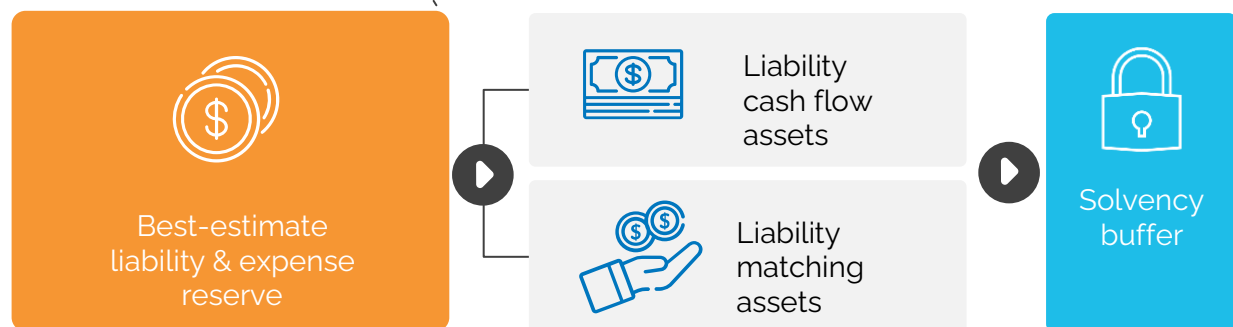 Best-estimate
liability & expense
reserve
Liability
cash flow
assets
Liability
matching
assets
Solvency
buffer